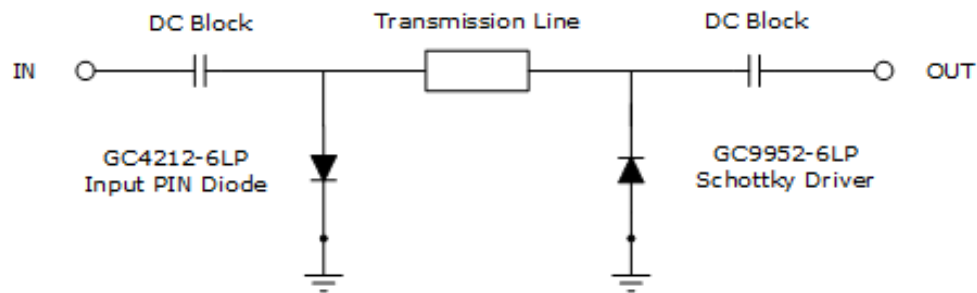 DC Block
Transmission Line
DC Block
IN
OUT
GC4212-6LP
Input PIN Diode
GC9952-6LP
Schottky Driver